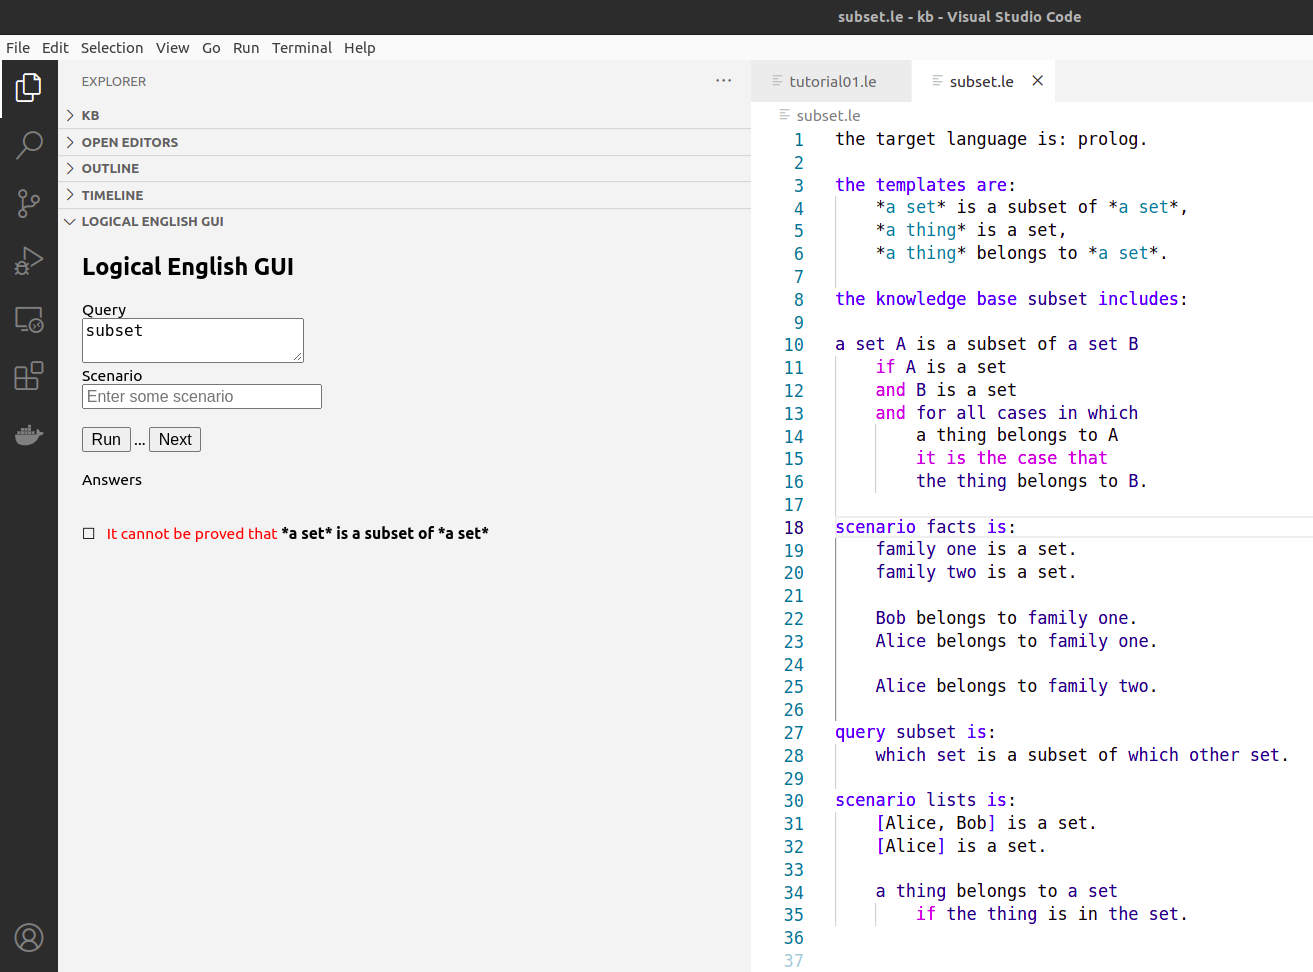 subset.le - kb - Visual Studio Code
File Edit Selection View Go Run Terminal Help
EXPLORER ...
KB
OPEN EDITORS
OUTLINE
TIMELINE
LOGICAL ENGLISH GUI
Logical English GUI
Query
subset
Scenario
Enter some scenario
Run ... Next
Answers
It cannot be proved that *a set* is a subset of *a set*
tutorial01.le subset.le
subset.le
1 the target language is: prolog.
2
3 the templates are:
4 *a set* is a subset of *a set*,
5 *a thing* is a set,
6 *a thing* belongs to *a set*.
7
8 the knowledge base subset includes:
9
10 a set A is a subset of a set B
11 if A is a set
12 and B is a set
13 and for all cases in which
14 a thing belongs to A
15 it is the case that
16 the thing belongs to B.
17
18 scenario facts is:
19 family one is a set.
20 family two is a set.
21
22 Bob belongs to family one.
23 Alice belongs to family one.
24
25 Alice belongs to family two.
26
27 query subset is:
28 which set is a subset of which other set.
29
30 scenario lists is:
31 [Alice, Bob] is a set.
32 [Alice] is a set.
33
34 a thing belongs to a set
35 if the thing is in the set.
36
37